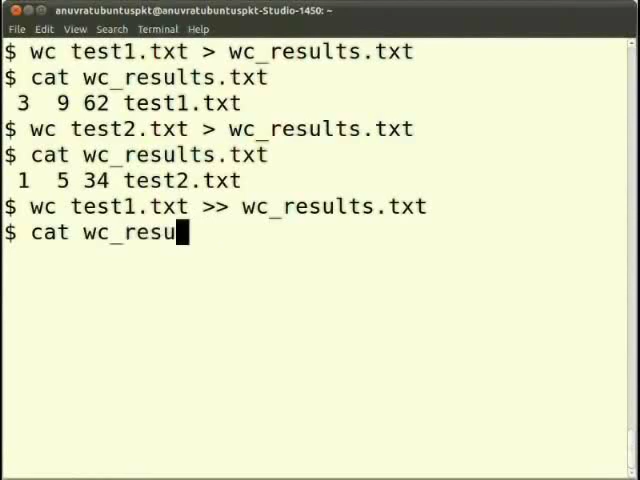 anuvratubuntuspkt@anuvratubuntuspkt-Studio-1450: ~
File Edit View Search Terminal Help
$ wc test1.txt > wc_results.txt
$ cat wc_results.txt
3 9 62 test1.txt
$ wc test2.txt > wc_results.txt
$ cat wc_results.txt
1 5 34 test2.txt
$ wc test1.txt >> wc_results.txt
$ cat wc_resu